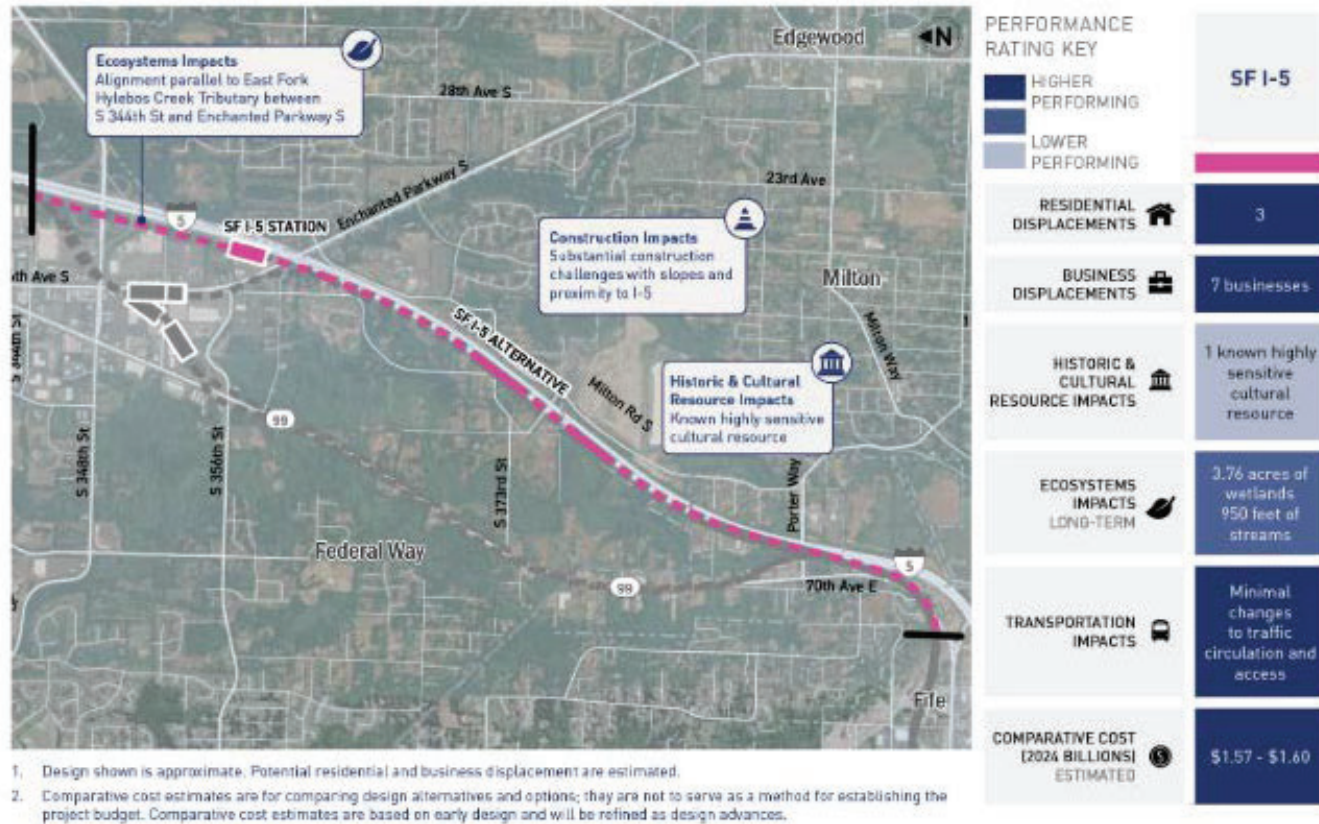 Edgewood
N
Ecosystems Impacts
Alignment parallel to East Fork
Hylebos Creek Tributary between
S 344th St and Enchanted Parkway S
28th Ave S
23rd Ave
Enchanted Parkway S
5
SF I-5 STATION
Construction Impacts
Substantial construction
challenges with slopes and
proximity to I-5
Milton
th Ave S
S 344th St
SF I-5 ALTERNATIVE
Milton Way
Milton Rd S
Historic & Cultural
Resource Impacts
Known highly sensitive
cultural resource
99
S 348th St
S 356th St
S 373rd St
Porter Way
Federal Way
99
70th Ave E
5
Fife
PERFORMANCE
RATING KEY
HIGHER
PERFORMING
LOWER
PERFORMING
SF I-5
RESIDENTIAL
DISPLACEMENTS
3
BUSINESS
DISPLACEMENTS
7 businesses
HISTORIC &
CULTURAL
RESOURCE IMPACTS
1 known highly
sensitive
cultural
resource
ECOSYSTEMS
IMPACTS
LONG-TERM
3.76 acres of
wetlands
950 feet of
streams
TRANSPORTATION
IMPACTS
Minimal
changes
to traffic
circulation and
access
COMPARATIVE COST
(2024 BILLIONS)
ESTIMATED
$1.57 - $1.60
1. Design shown is approximate. Potential residential and business displacement are estimated.
2. Comparative cost estimates are for comparing design alternatives and options; they are not to serve as a method for establishing the
project budget. Comparative cost estimates are based on early design and will be refined as design advances.